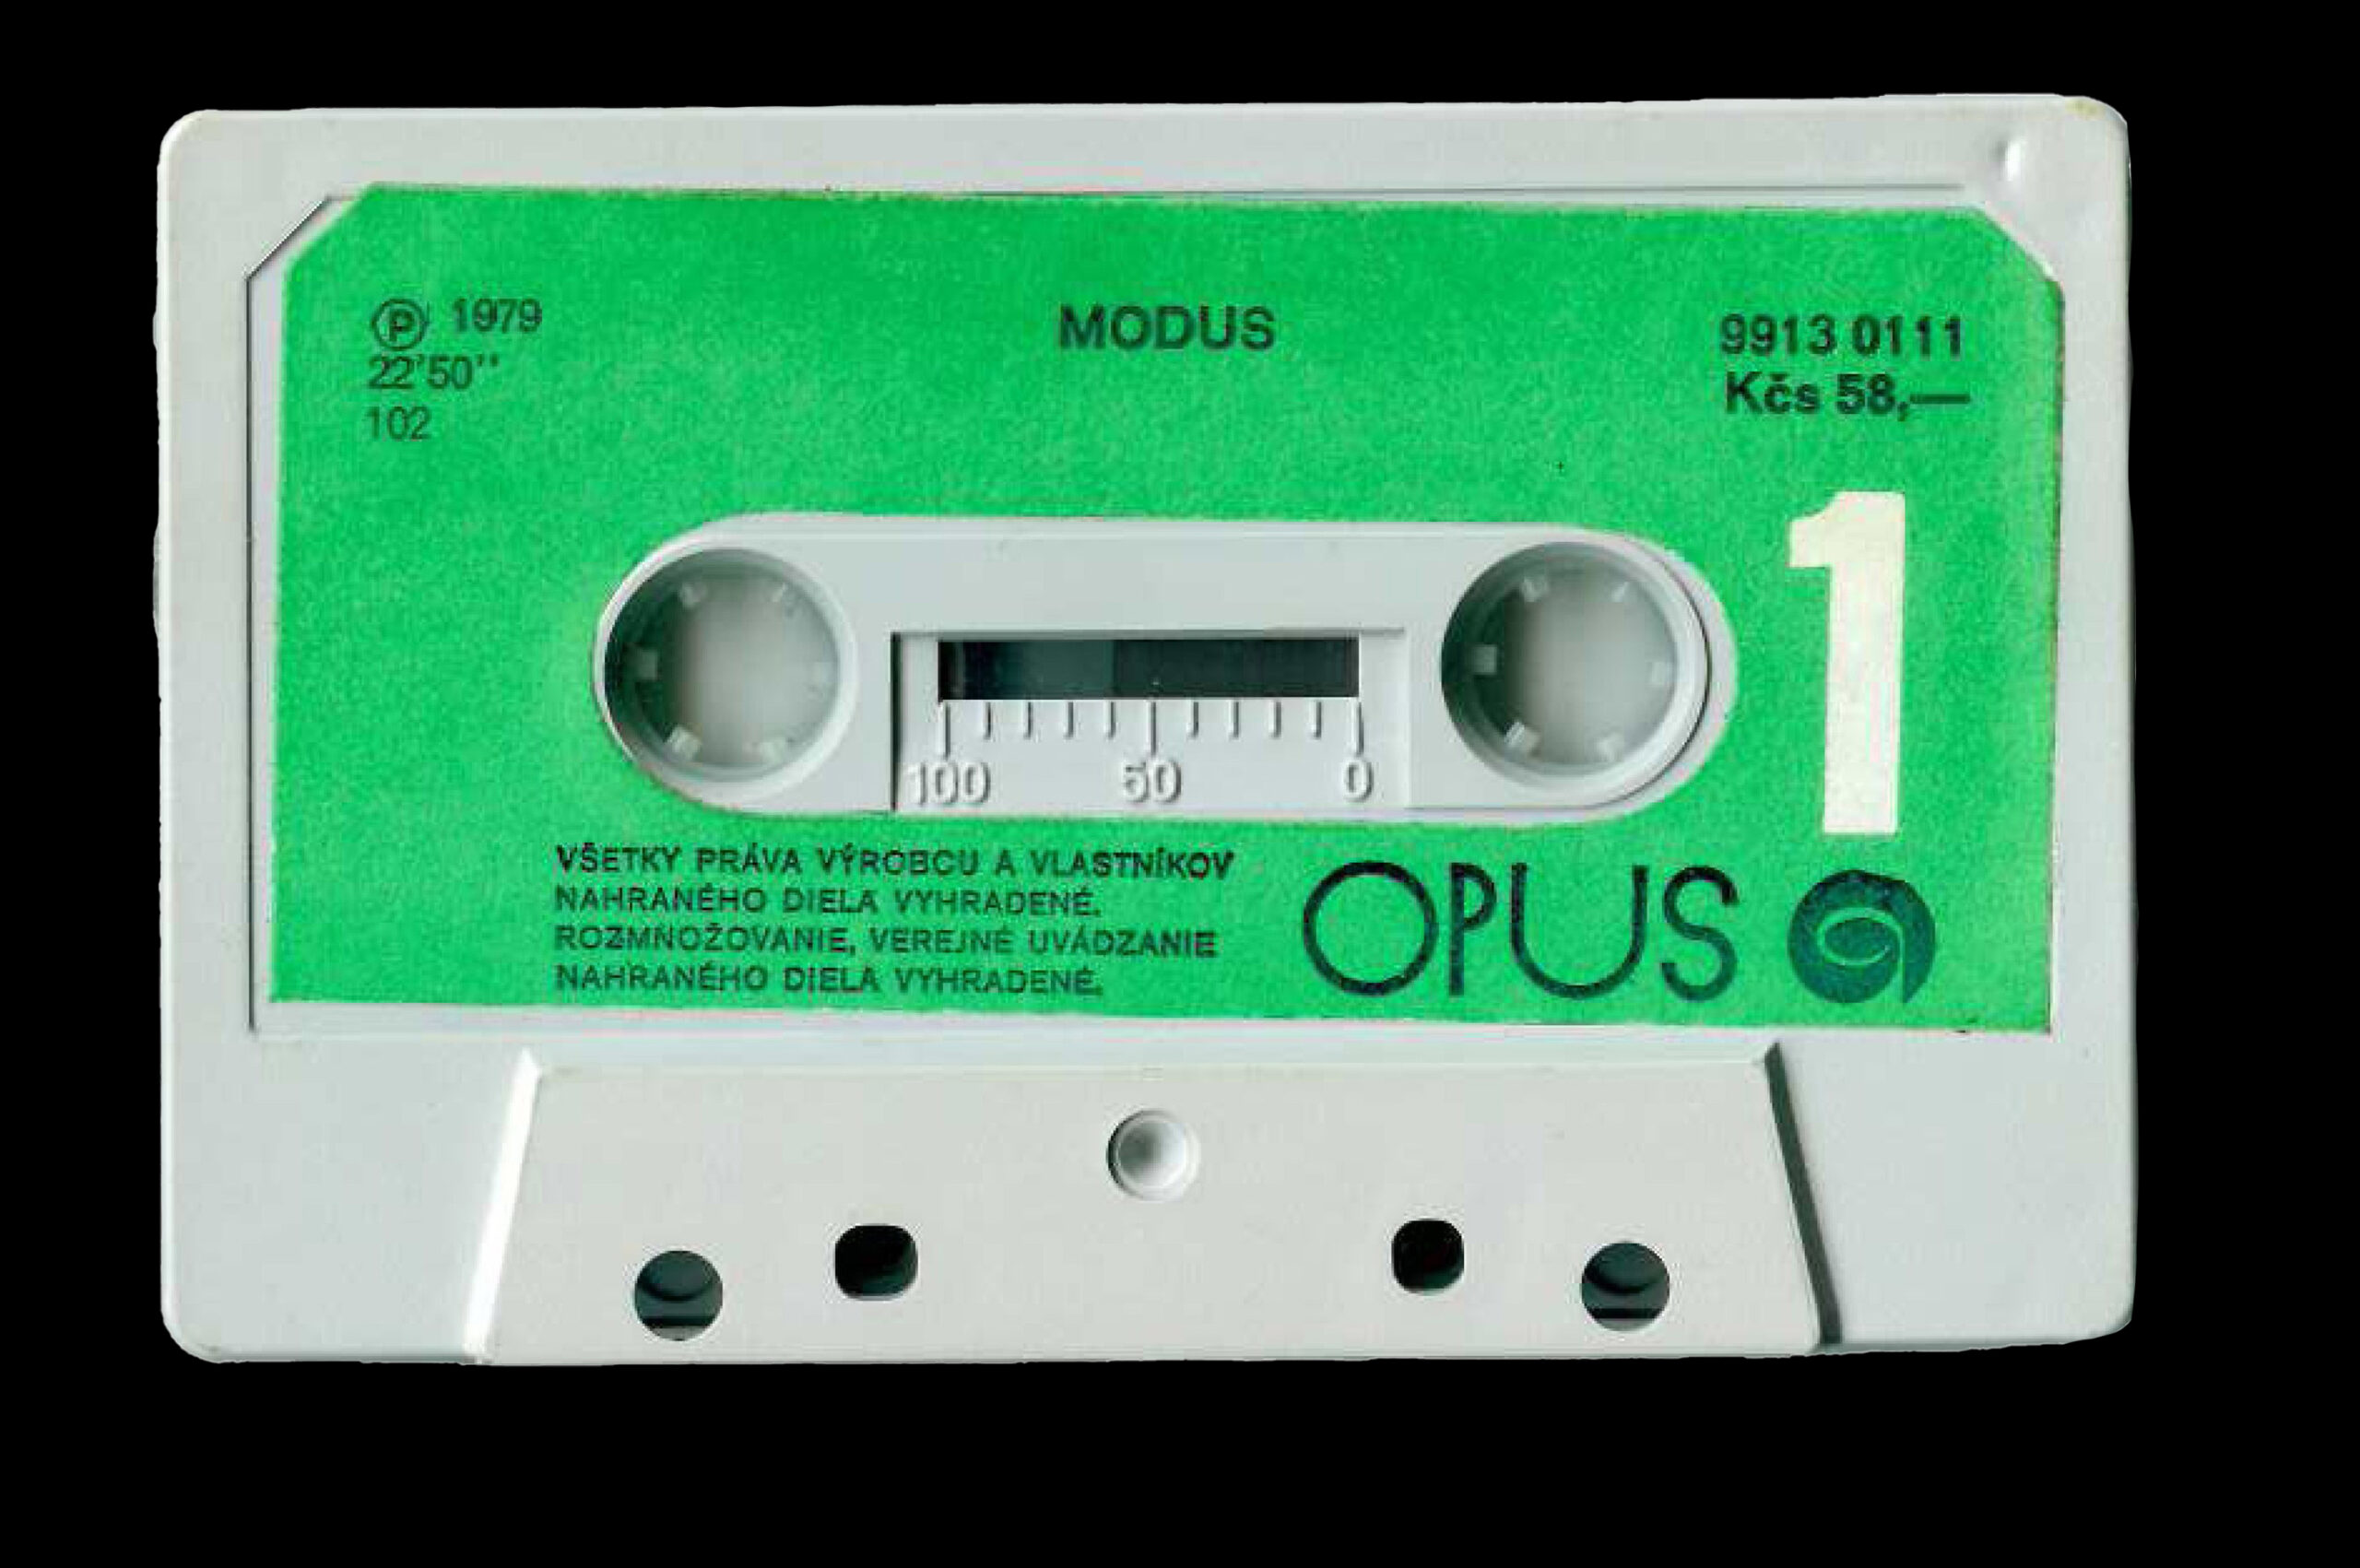 Ⓟ 1979
22'50''
102
MODUS
9913 0111
Kčs 58,—
1
100 50 0
VŠETKY PRÁVA VÝROBCU A VLASTNÍKOV
NAHRANÉHO DIELA VYHRADENÉ.
ROZMNOŽOVANIE, VEREJNÉ UVÁDZANIE
NAHRANÉHO DIELA VYHRADENÉ.
OPUS